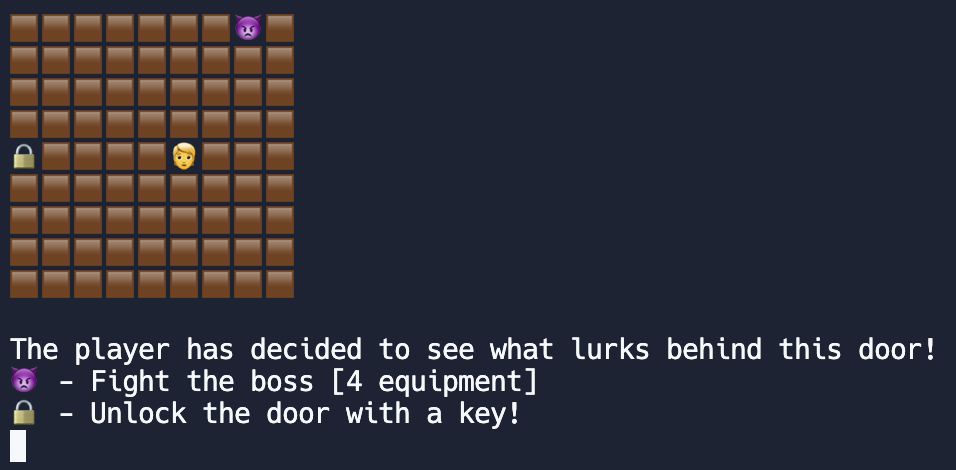 The player has decided to see what lurks behind this door!
👿 – Fight the boss [4 equipment]
🔒 – Unlock the door with a key!